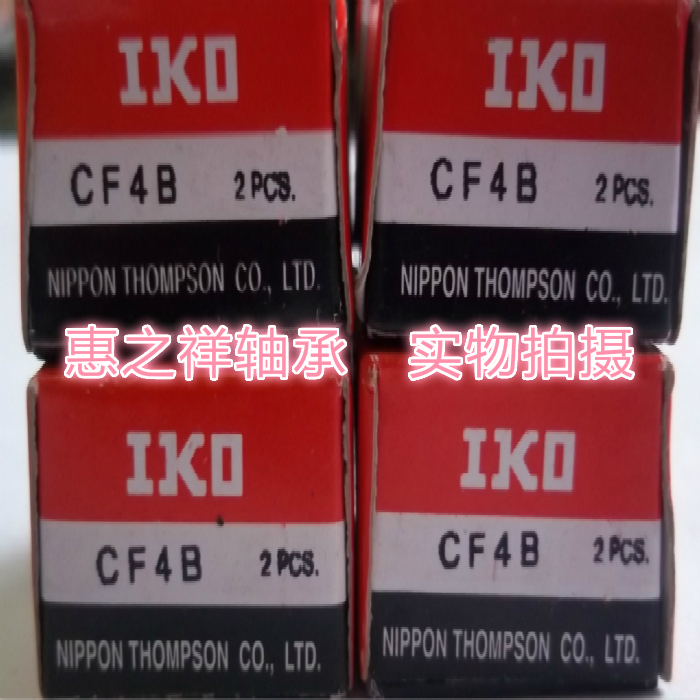 IKO
CF4B 2 PCS.
NIPPON THOMPSON CO., LTD.
IKO
CF4B 2 PCS.
NIPPON THOMPSON CO., LTD.
惠之祥轴承 实物拍摄
IKO
CF4B 2 PCS.
NIPPON THOMPSON CO., LTD.
IKO
CF4B 2 PCS.
NIPPON THOMPSON CO., LTD.